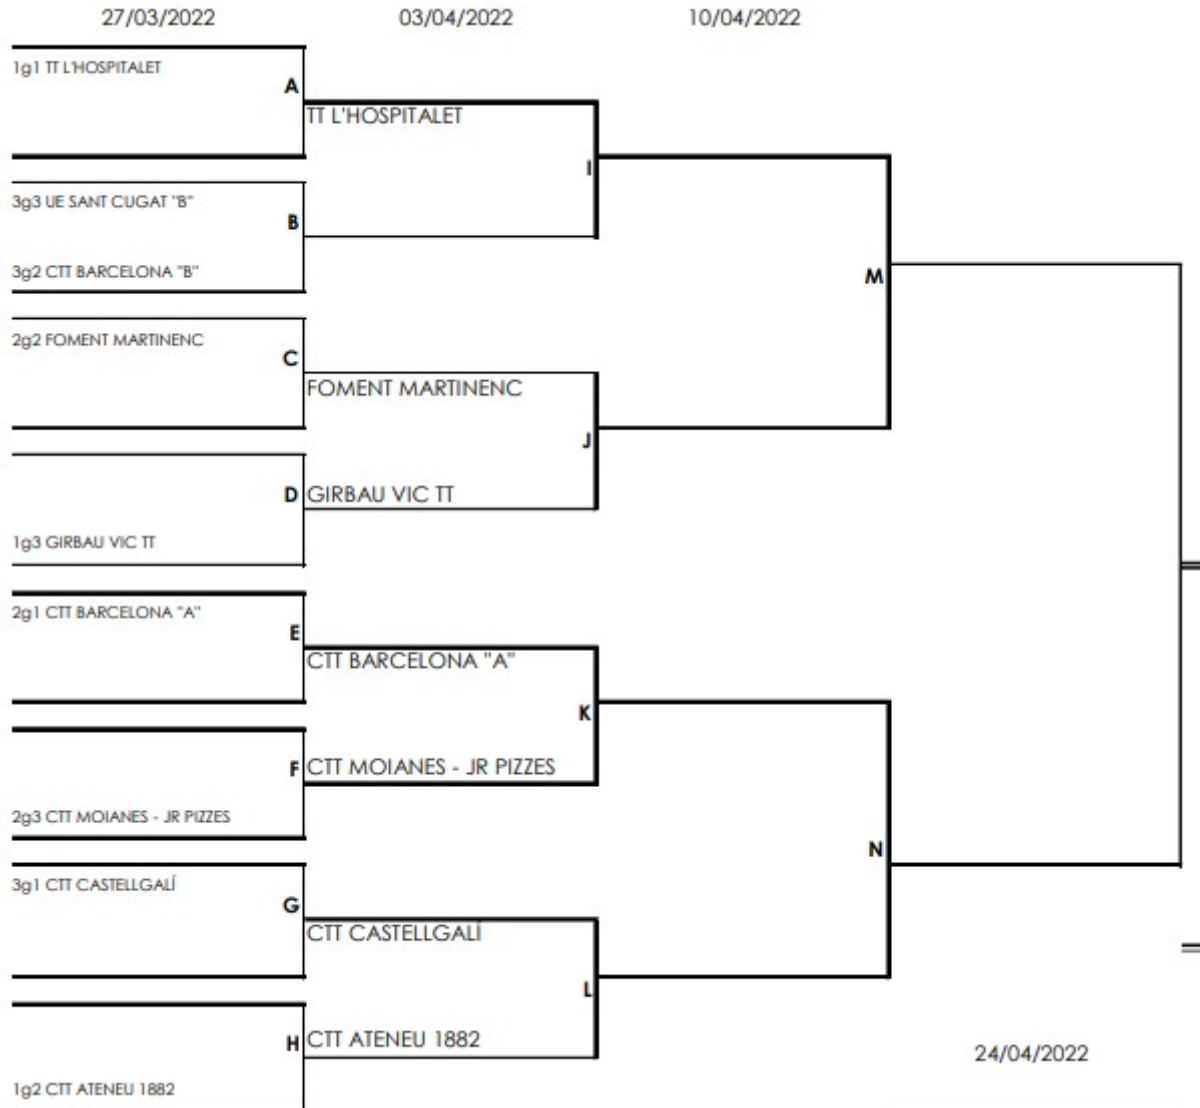 27/03/2022 03/04/2022 10/04/2022
1g1 TT L'HOSPITALET
A
TT L'HOSPITALET
I
3g3 UE SANT CUGAT "B"
B
3g2 CTT BARCELONA "B"
M
2g2 FOMENT MARTINENC
C
FOMENT MARTINENC
J
D GIRBAU VIC TT
1g3 GIRBAU VIC TT
2g1 CTT BARCELONA "A"
E
CTT BARCELONA "A"
K
F CTT MOIANES - JR PIZZES
2g3 CTT MOIANES - JR PIZZES
N
3g1 CTT CASTELLGALÍ
G
CTT CASTELLGALÍ
L
H CTT ATENEU 1882
24/04/2022
1g2 CTT ATENEU 1882